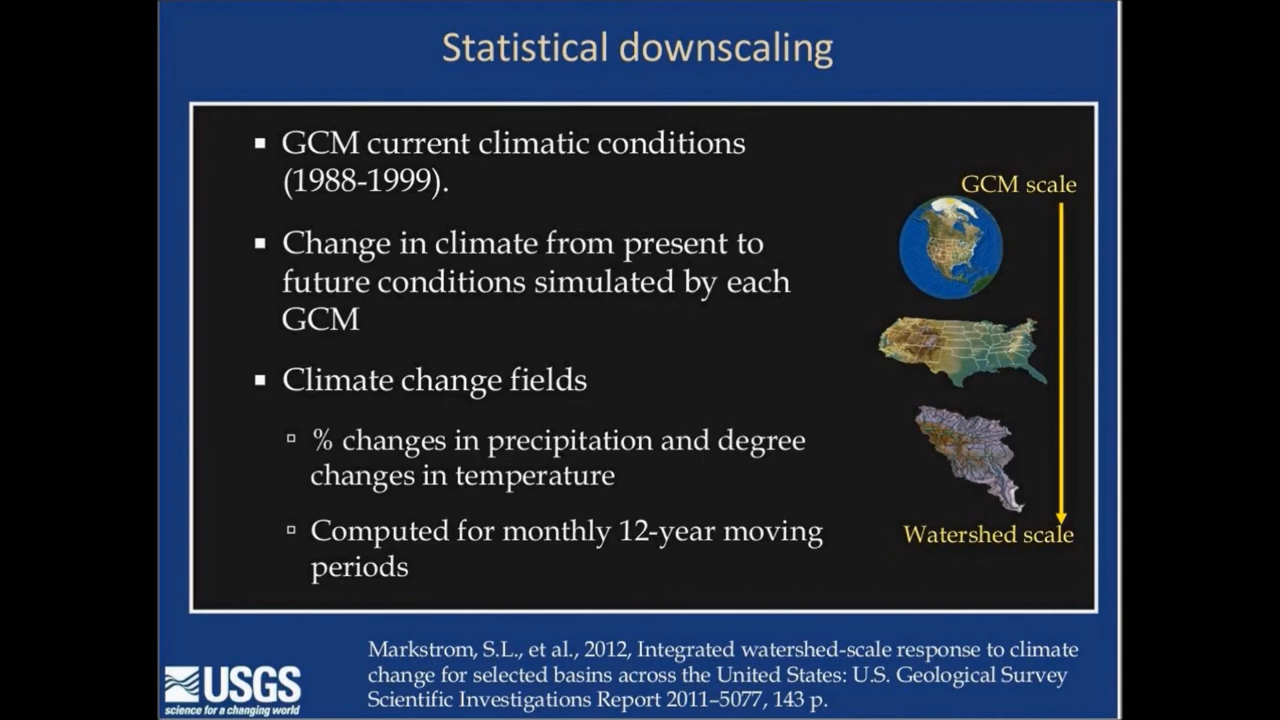 Statistical downscaling
▪ GCM current climatic conditions
(1988-1999).
▪ Change in climate from present to
future conditions simulated by each
GCM
▪ Climate change fields
▫ % changes in precipitation and degree
changes in temperature
▫ Computed for monthly 12-year moving
periods
GCM scale
Watershed scale
Markstrom, S.L., et al., 2012, Integrated watershed-scale response to climate
change for selected basins across the United States: U.S. Geological Survey
Scientific Investigations Report 2011–5077, 143 p.
USGS
science for a changing world